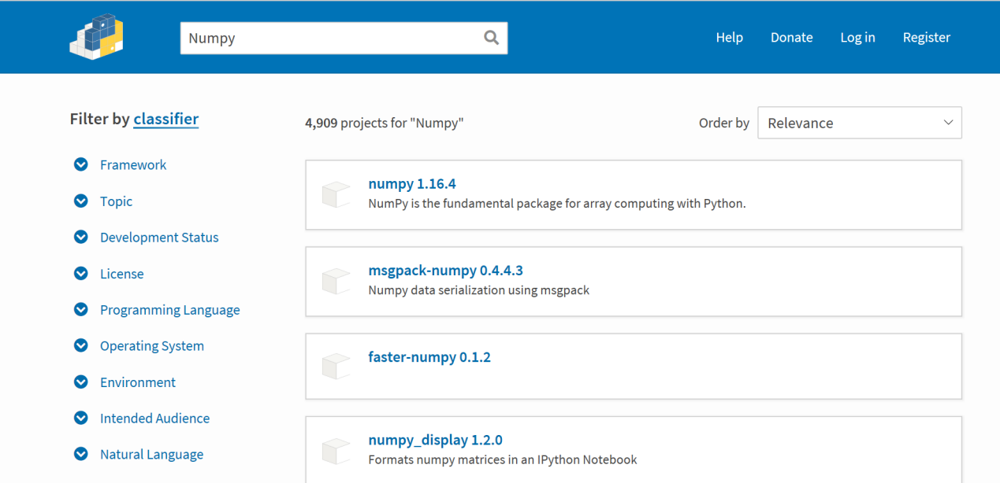 Numpy
Help Donate Log in Register
Filter by classifier
Framework
Topic
Development Status
License
Programming Language
Operating System
Environment
Intended Audience
Natural Language
4,909 projects for "Numpy"
Order by Relevance
numpy 1.16.4
NumPy is the fundamental package for array computing with Python.
msgpack-numpy 0.4.4.3
Numpy data serialization using msgpack
faster-numpy 0.1.2
numpy_display 1.2.0
Formats numpy matrices in an IPython Notebook